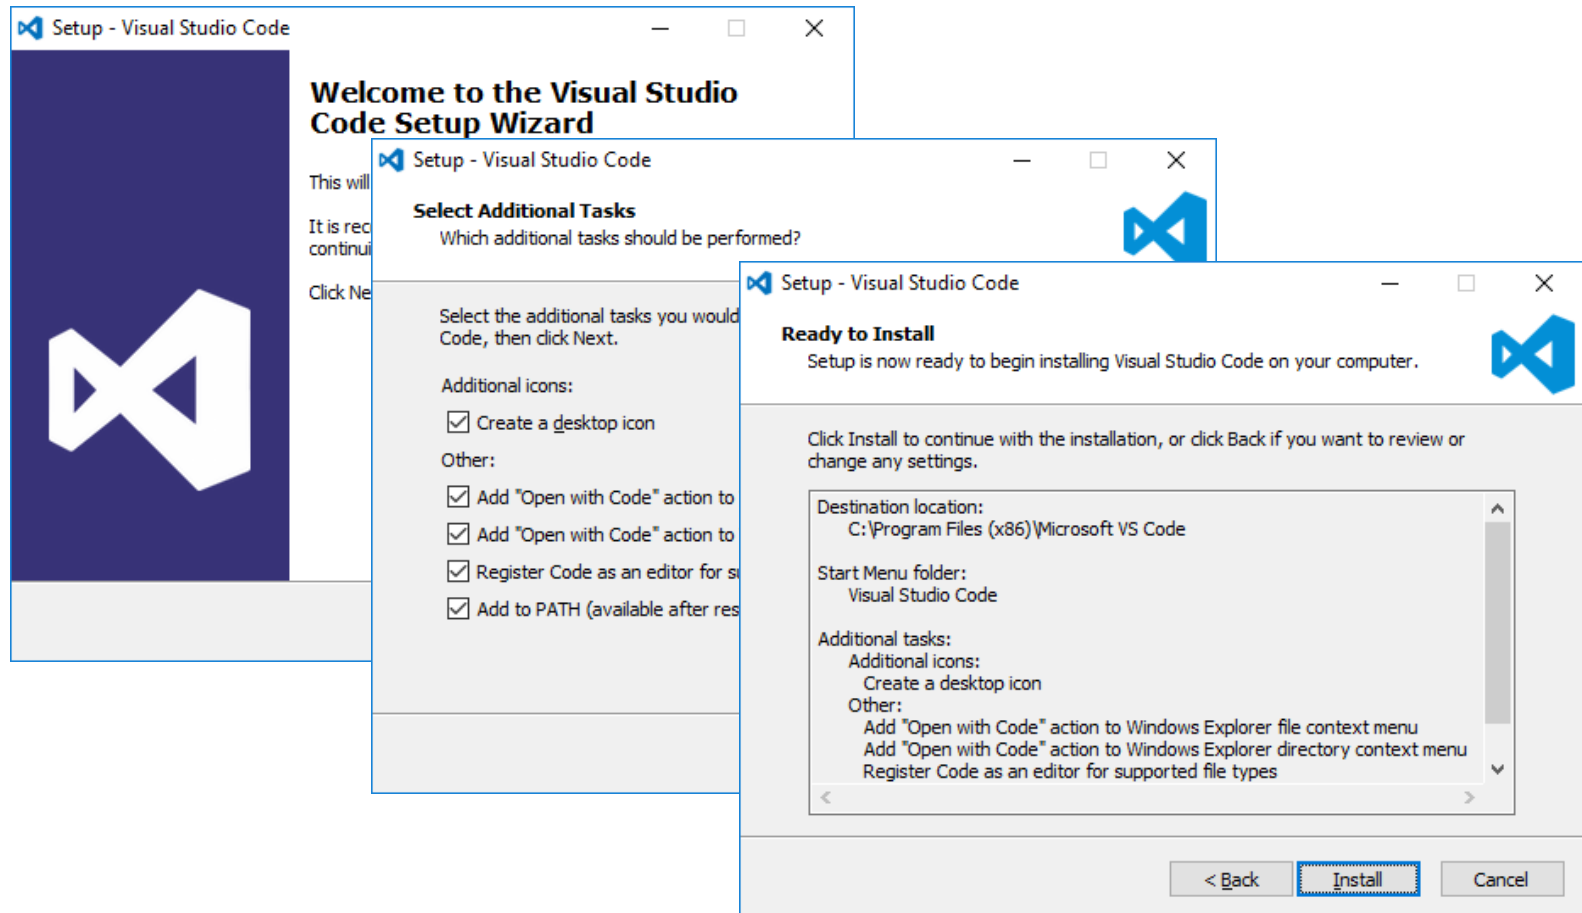 Setup - Visual Studio Code
Welcome to the Visual Studio
Code Setup Wizard
This will
It is rec
continui
Click Ne
Setup - Visual Studio Code
Select Additional Tasks
Which additional tasks should be performed?
Select the additional tasks you would
Code, then click Next.
Additional icons:
Create a desktop icon
Other:
Add "Open with Code" action to
Add "Open with Code" action to
Register Code as an editor for su
Add to PATH (available after res
Setup - Visual Studio Code
Ready to Install
Setup is now ready to begin installing Visual Studio Code on your computer.
Click Install to continue with the installation, or click Back if you want to review or
change any settings.
Destination location:
C:\Program Files (x86)\Microsoft VS Code
Start Menu folder:
Visual Studio Code
Additional tasks:
Additional icons:
Create a desktop icon
Other:
Add "Open with Code" action to Windows Explorer file context menu
Add "Open with Code" action to Windows Explorer directory context menu
Register Code as an editor for supported file types
< Back
Install
Cancel